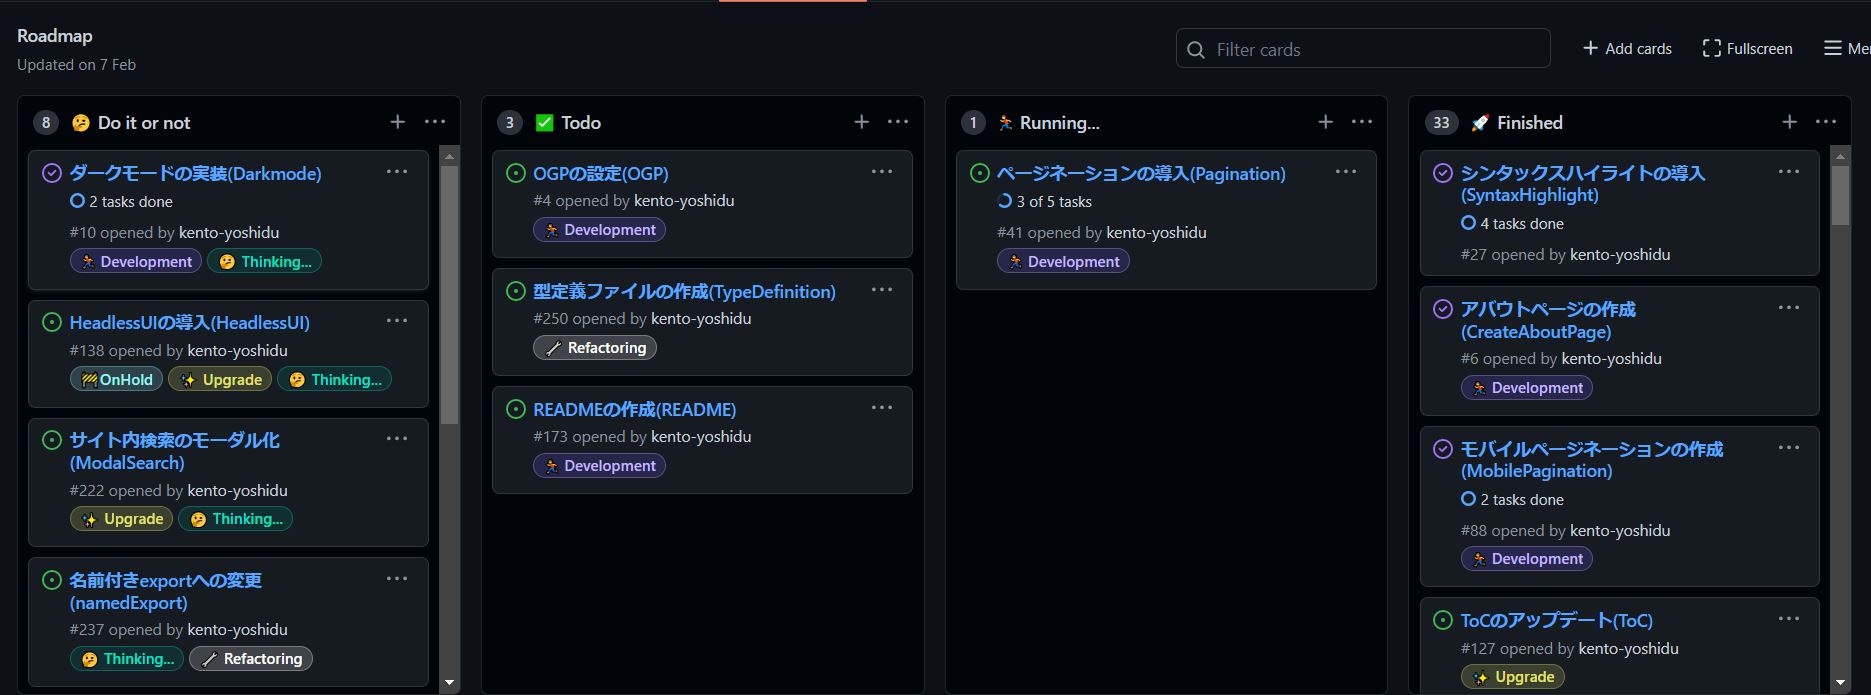 Roadmap
Updated on 7 Feb
Filter cards
Add cards
Fullscreen
8 🤔 Do it or not
ダークモードの実装(Darkmode)
2 tasks done
#10 opened by kento-yoshidu
Development Thinking...
HeadlessUIの導入(HeadlessUI)
#138 opened by kento-yoshidu
OnHold Upgrade Thinking...
サイト内検索のモーダル化
(ModalSearch)
#222 opened by kento-yoshidu
Upgrade Thinking...
名前付きexportへの変更
(namedExport)
#237 opened by kento-yoshidu
Thinking... Refactoring
3 ✅ Todo
OGPの設定(OGP)
#4 opened by kento-yoshidu
Development
型定義ファイルの作成(TypeDefinition)
#250 opened by kento-yoshidu
Refactoring
READMEの作成(README)
#173 opened by kento-yoshidu
Development
1 🏃 Running...
ページネーションの導入(Pagination)
3 of 5 tasks
#41 opened by kento-yoshidu
Development
33 🚀 Finished
シンタックスハイライトの導入
(SyntaxHighlight)
4 tasks done
#27 opened by kento-yoshidu
アバウトページの作成
(CreateAboutPage)
#6 opened by kento-yoshidu
Development
モバイルページネーションの作成
(MobilePagination)
2 tasks done
#88 opened by kento-yoshidu
Development
ToCのアップデート(ToC)
#127 opened by kento-yoshidu
Upgrade